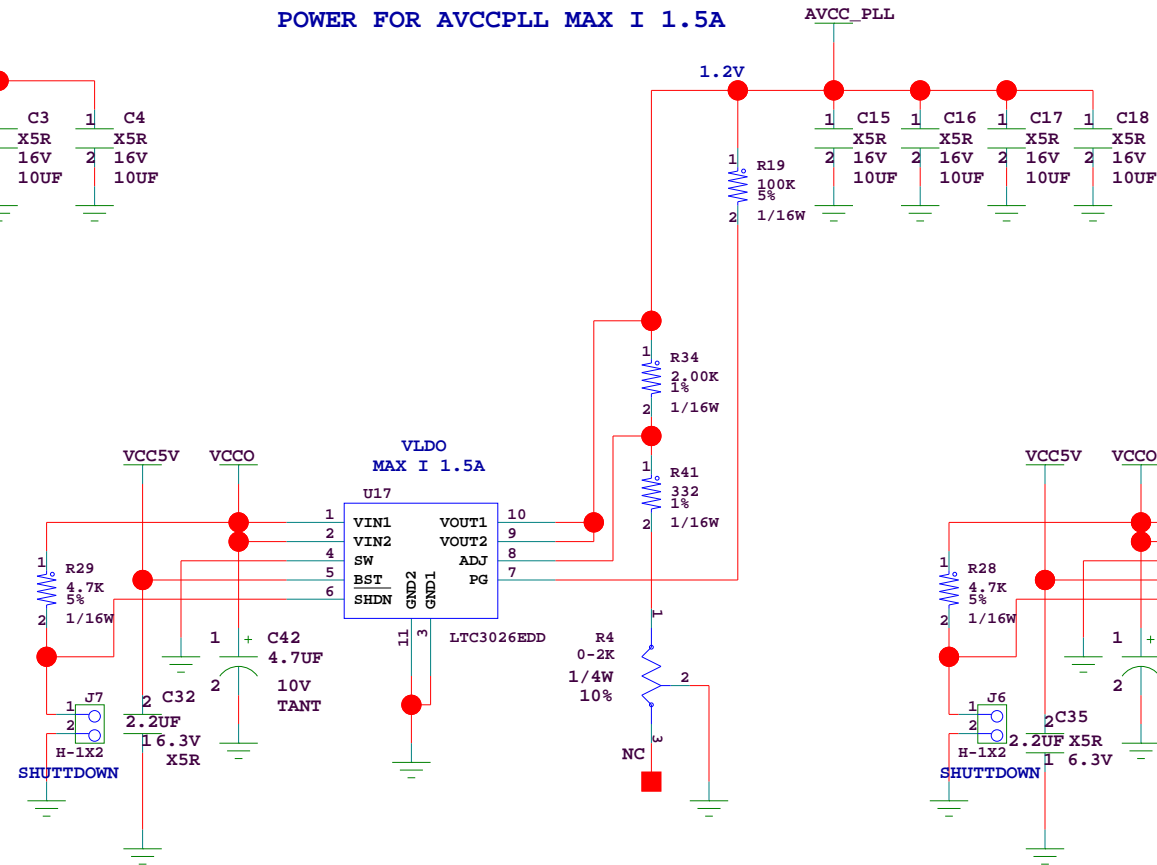 POWER FOR AVCCPLL MAX I 1.5A
AVCC_PLL
1.2V
1 C3
X5R
2 16V
10UF
1 C4
X5R
2 16V
10UF
1 C15
X5R
2 16V
10UF
1 C16
X5R
2 16V
10UF
1 C17
X5R
2 16V
10UF
1 C18
X5R
2 16V
10UF
1 R19
100K
5%
2 1/16W
1 R34
2.00K
1%
2 1/16W
1 R41
332
1%
2 1/16W
VCC5V
VCCO
VLDO
MAX I 1.5A
U17
1 VIN1
2 VIN2
4 SW
5 BST
6 SHDN
VOUT1 10
VOUT2 9
ADJ 8
PG 7
GND2 11
GND1 3
LTC3026EDD
1 R29
4.7K
5%
2 1/16W
1 + C42
4.7UF
2 10V
TANT
J7
1
2
H-1X2
SHUTTDOWN
2 C32
2.2UF
1 6.3V
X5R
1
R4
0-2K
1/4W
10%
2
3
NC
VCC5V
VCCO
1 R28
4.7K
5%
2 1/16W
1 +
2
J6
1
2
H-1X2
SHUTTDOWN
2 C35
2.2UF X5R
1 6.3V